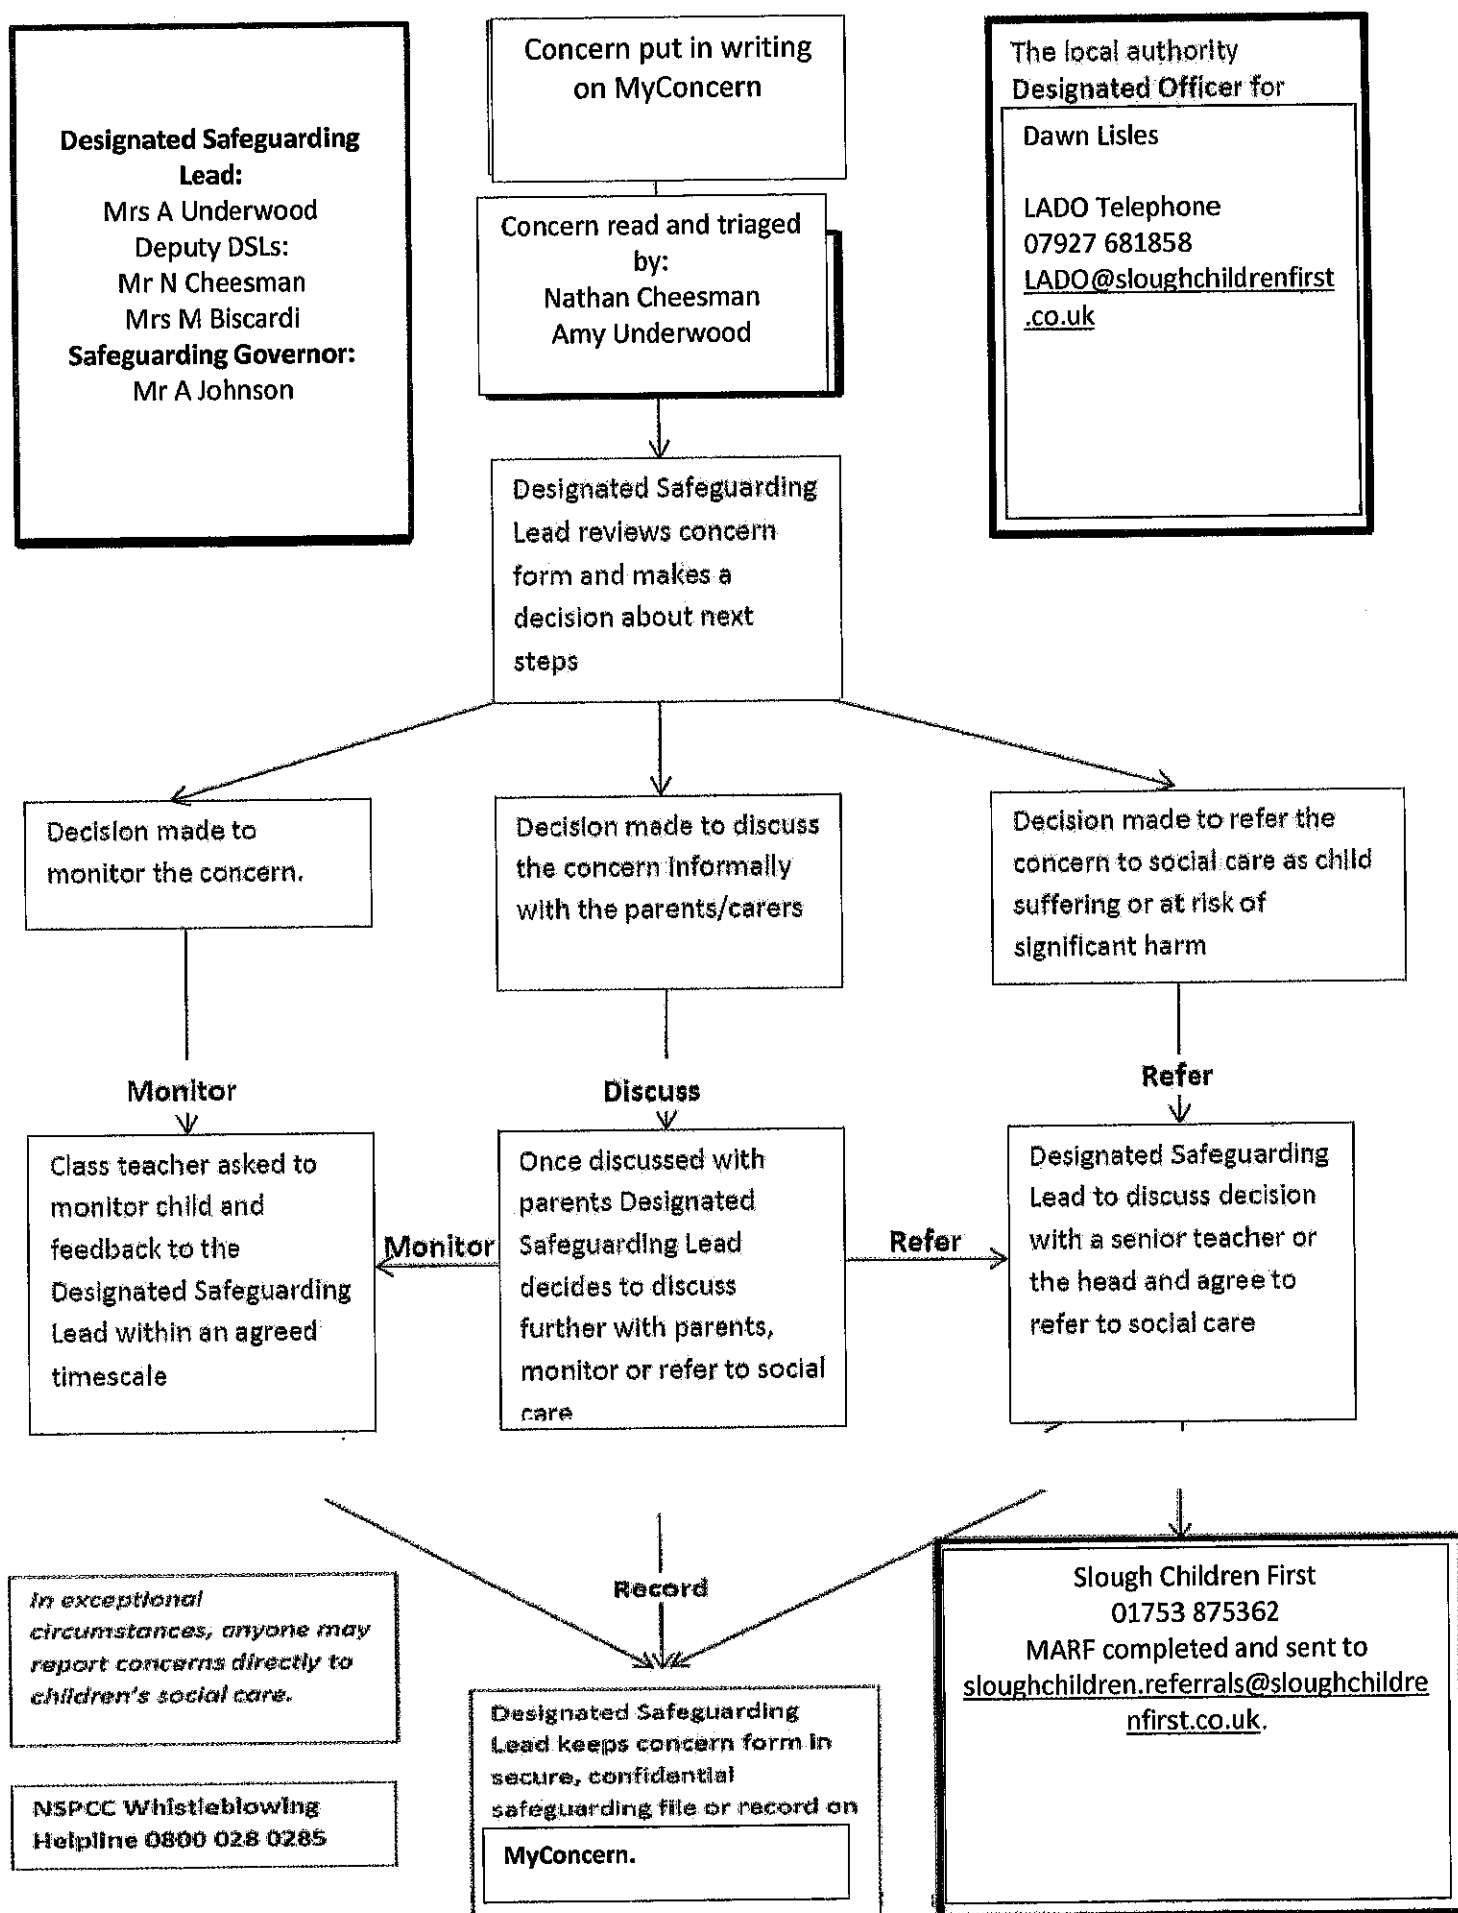 Designated Safeguarding
Lead:
Mrs A Underwood
Deputy DSLs:
Mr N Cheesman
Mrs M Biscardi
Safeguarding Governor:
Mr A Johnson
Concern put in writing
on MyConcern
The local authority
Designated Officer for
Dawn Lisles
LADO Telephone
07927 681858
LADO@sloughchildrenfirst
.co.uk
Concern read and triaged
by:
Nathan Cheesman
Amy Underwood
Designated Safeguarding
Lead reviews concern
form and makes a
decision about next
steps
Decision made to
monitor the concern.
Decision made to discuss
the concern informally
with the parents/carers
Decision made to refer the
concern to social care as child
suffering or at risk of
significant harm
Monitor
Discuss
Refer
Class teacher asked to
monitor child and
feedback to the
Designated Safeguarding
Lead within an agreed
timescale
Monitor
Once discussed with
parents Designated
Safeguarding Lead
decides to discuss
further with parents,
monitor or refer to social
care
Refer
Designated Safeguarding
Lead to discuss decision
with a senior teacher or
the head and agree to
refer to social care
In exceptional
circumstances, anyone may
report concerns directly to
children's social care.
NSPCC Whistleblowing
Helpline 0800 028 0285
Record
Designated Safeguarding
Lead keeps concern form in
secure, confidential
safeguarding file or record on
MyConcern.
Slough Children First
01753 875362
MARF completed and sent to
sloughchildren.referrals@sloughchildre
nfirst.co.uk.